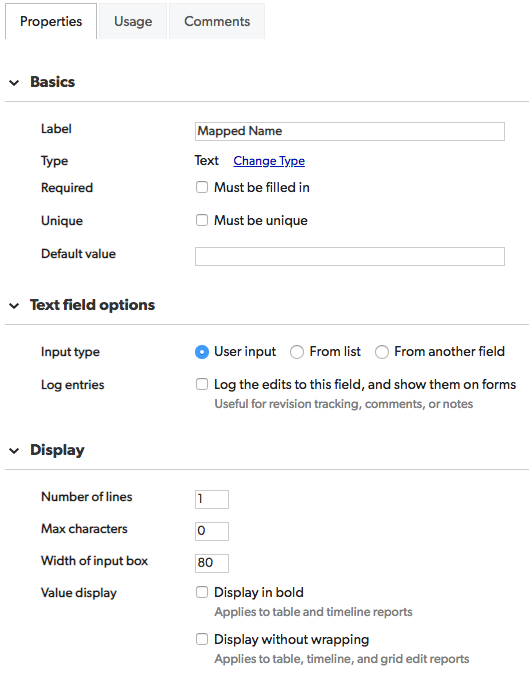 Properties Usage Comments
Basics
Label Mapped Name
Type Text Change Type
Required Must be filled in
Unique Must be unique
Default value
Text field options
Input type User input From list From another field
Log entries Log the edits to this field, and show them on forms
Useful for revision tracking, comments, or notes
Display
Number of lines 1
Max characters 0
Width of input box 80
Value display Display in bold
Applies to table and timeline reports
Display without wrapping
Applies to table, timeline, and grid edit reports